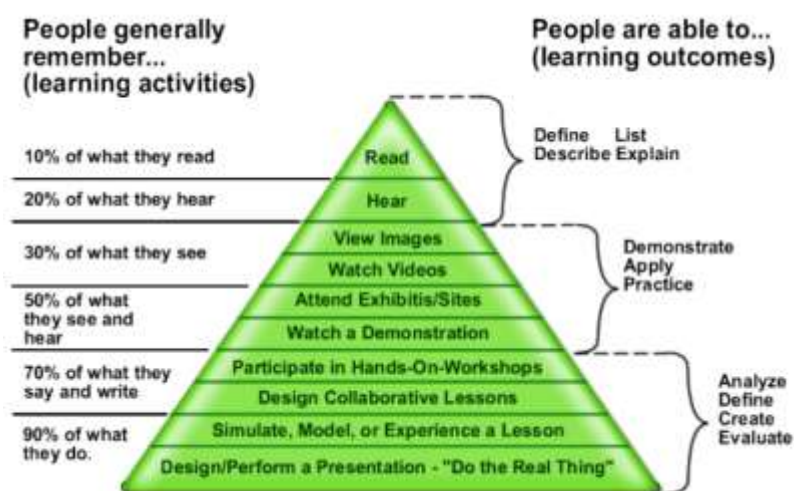 People generally
remember...
(learning activities)
People are able to...
(learning outcomes)
10% of what they read
20% of what they hear
30% of what they see
50% of what
they see and
hear
70% of what they
say and write
90% of what
they do.
Read
Hear
View Images
Watch Videos
Attend Exhibitis/Sites
Watch a Demonstration
Participate in Hands-On-Workshops
Design Collaborative Lessons
Simulate, Model, or Experience a Lesson
Design/Perform a Presentation - "Do the Real Thing"
Define List
Describe Explain
Demonstrate
Apply
Practice
Analyze
Define
Create
Evaluate